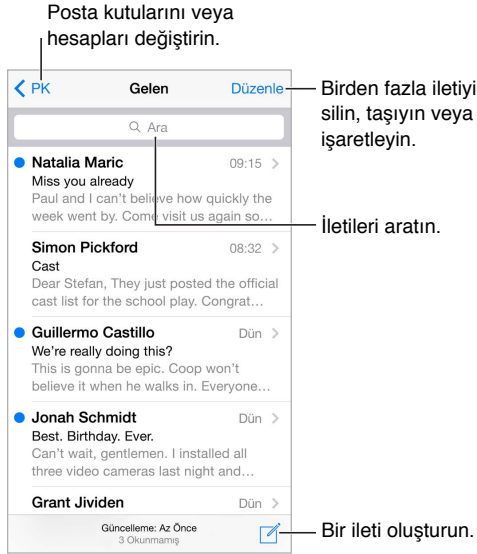 Posta kutularını veya
hesapları değiştirin.
PK Gelen Düzenle
Birden fazla iletiyi
silin, taşıyın veya
işaretleyin.
Ara
Natalia Maric 09:15
Miss you already
Paul and I can't believe how quickly the
week went by. Come visit us again so…
İletileri aratın.
Simon Pickford 08:32
Cast
Dear Stefan, They just posted the official
cast list for the school play. Congrat…
Guillermo Castillo Dün
We're really doing this?
This is gonna be epic. Coop won't
believe it when he walks in. Everyone…
Jonah Schmidt Dün
Best. Birthday. Ever.
Can't wait, gentlemen. I installed all
three video cameras last night and…
Grant Jividen Dün
Güncelleme: Az Önce
3 Okunmamış
Bir ileti oluşturun.